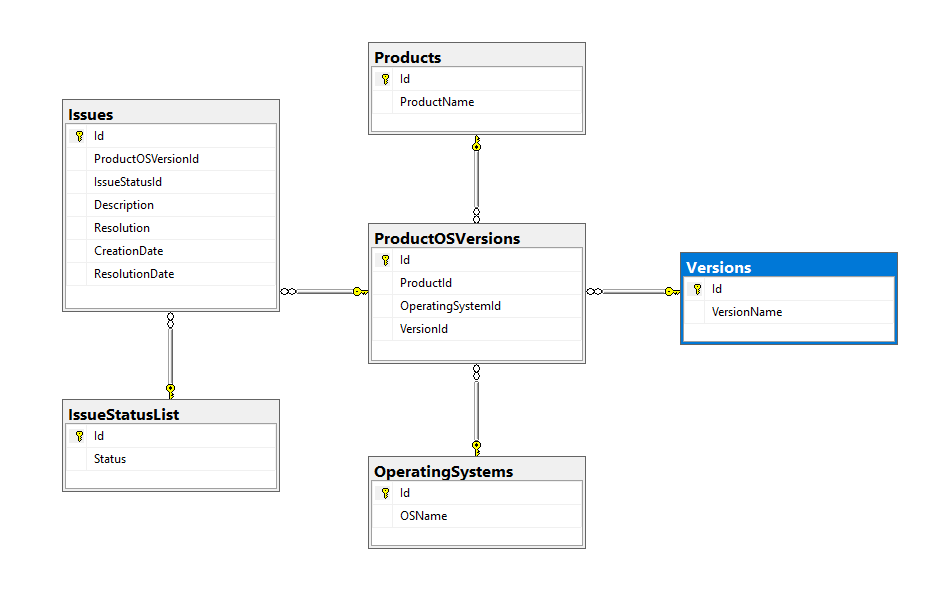 Products
Id
ProductName
Issues
Id
ProductOSVersionId
IssueStatusId
Description
Resolution
CreationDate
ResolutionDate
ProductOSVersions
Id
ProductId
OperatingSystemId
VersionId
Versions
Id
VersionName
IssueStatusList
Id
Status
OperatingSystems
Id
OSName